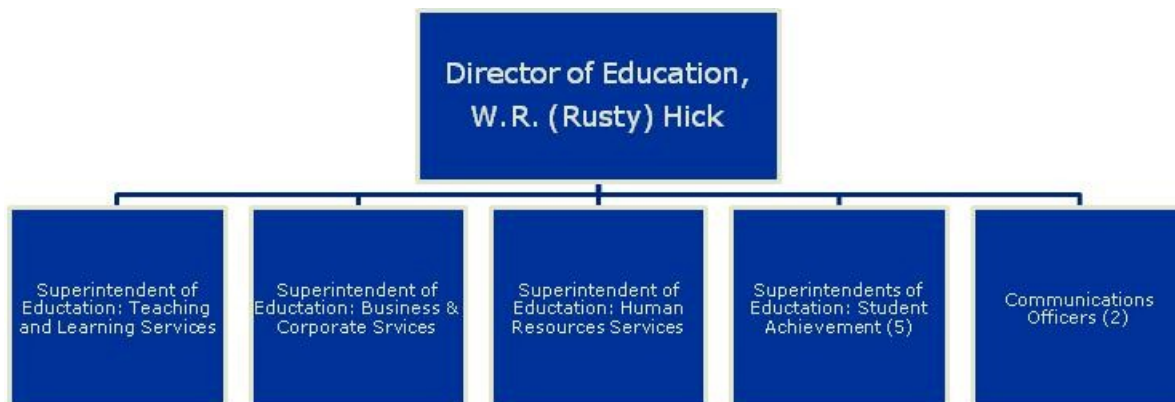 Director of Education,
W.R. (Rusty) Hick
Superintendent of
Eductation: Teaching
and Learning Services
Superintendent of
Eductation: Business &
Corporate Srvices
Superintendent of
Eductation: Human
Resources Services
Superintendents of
Eductation: Student
Achievement (5)
Communications
Officers (2)